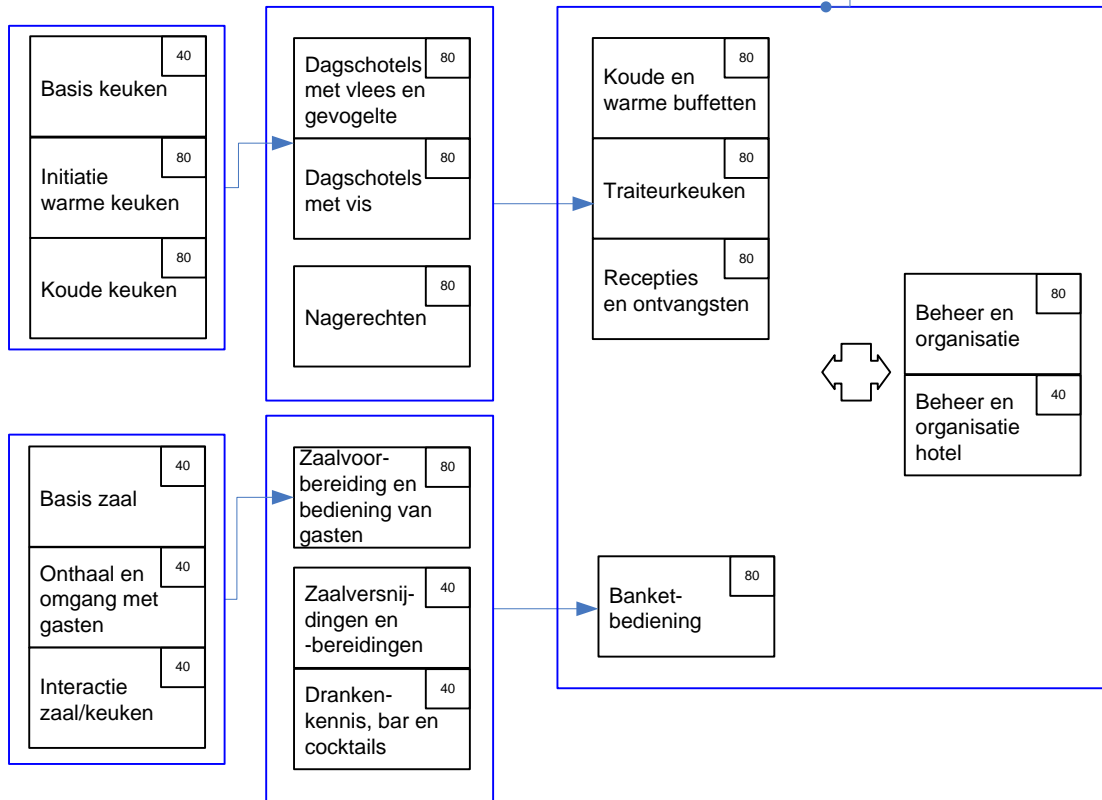 40
Basis keuken
80
Initiatie
warme keuken
80
Koude keuken
80
Dagschotels
met vlees en
gevogelte
80
Dagschotels
met vis
80
Nagerechten
80
Koude en
warme buffetten
80
Traiteurkeuken
80
Recepties
en ontvangsten
80
Beheer en
organisatie
40
Beheer en
organisatie
hotel
40
Basis zaal
40
Onthaal en
omgang met
gasten
40
Interactie
zaal/keuken
80
Zaalvoor-
bereiding en
bediening van
gasten
40
Zaalversnij-
dingen en
-bereidingen
40
Dranken-
kennis, bar en
cocktails
80
Banket-
bediening